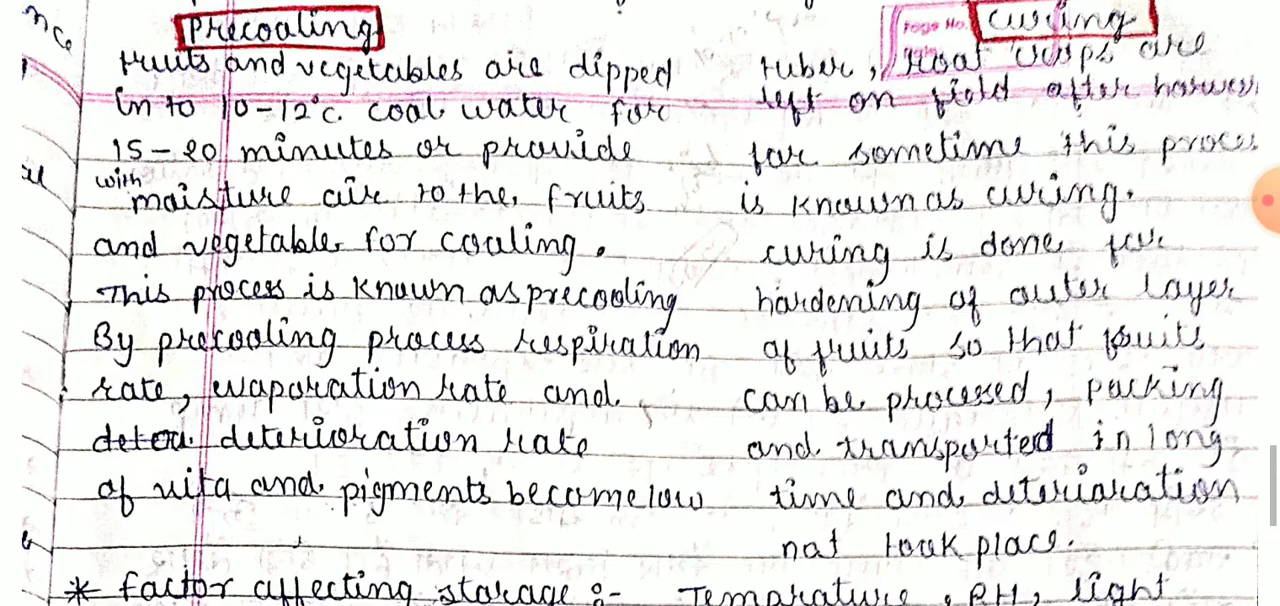 Precooling
fruits and vegetables are dipped
in to 10-12°c cool water for
15-20 minutes or provide
with
moisture air to the fruits
and vegetable for cooling.
This process is known as precooling
By precooling process respiration
rate, evaporation rate and
deterioration rate
of vita and pigments become low
Page No.
curing
tuber, root crops are
left on field after harves
for sometime this proces
is known as curing.
curing is done for
hardening of outer layer
of fruits so that fruits
can be processed, packing
and transported in long
time and deterioration
not took place.
* factor affecting storage :- Temprature, RH, light